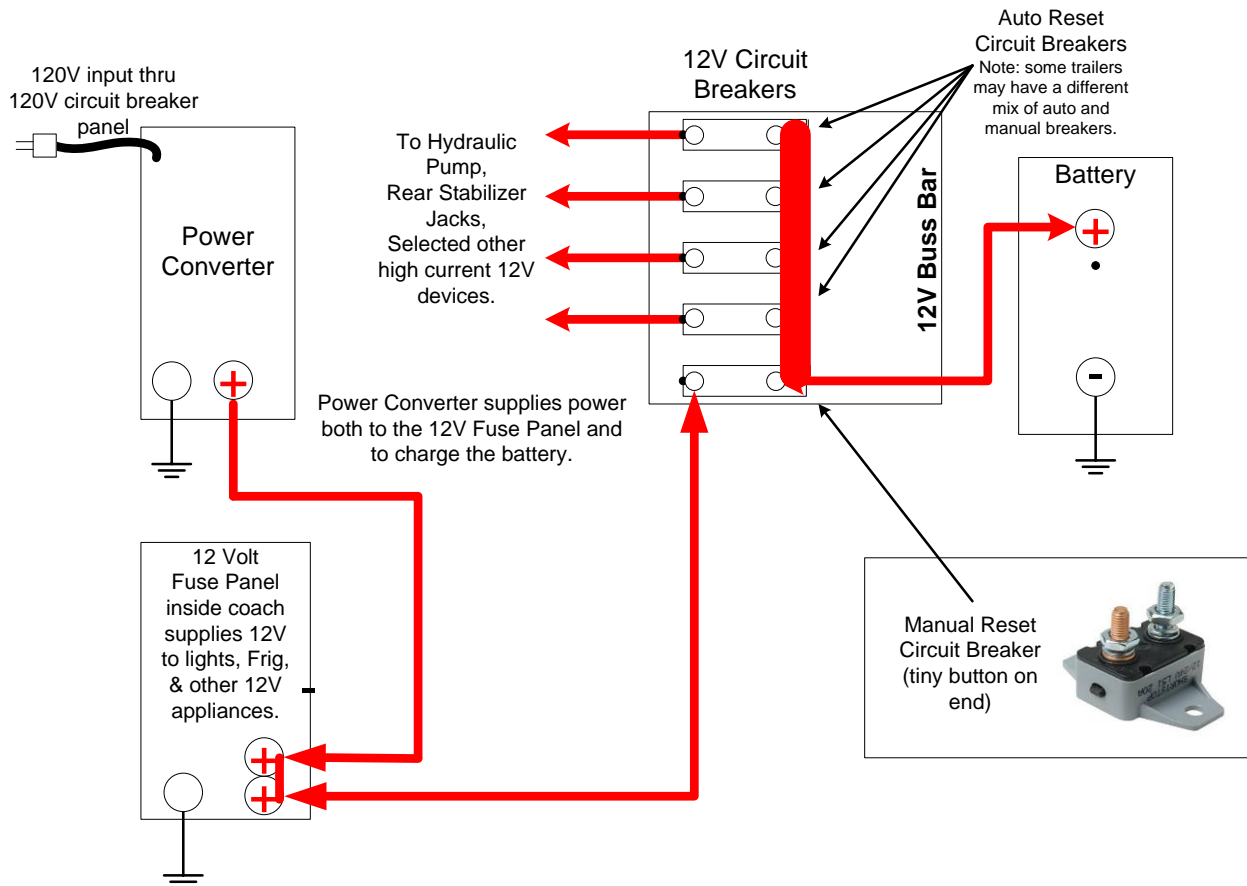 120V input thru
120V circuit breaker
panel
Power
Converter
12V Circuit
Breakers
To Hydraulic
Pump,
Rear Stabilizer
Jacks,
Selected other
high current 12V
devices.
Auto Reset
Circuit Breakers
Note: some trailers
may have a different
mix of auto and
manual breakers.
12V Buss Bar
Battery
+
-
+
Power Converter supplies power
both to the 12V Fuse Panel and
to charge the battery.
12 Volt
Fuse Panel
inside coach
supplies 12V
to lights, Frig,
& other 12V
appliances.
-
+
+
Manual Reset
Circuit Breaker
(tiny button on
end)
SHORTSTOP 20A